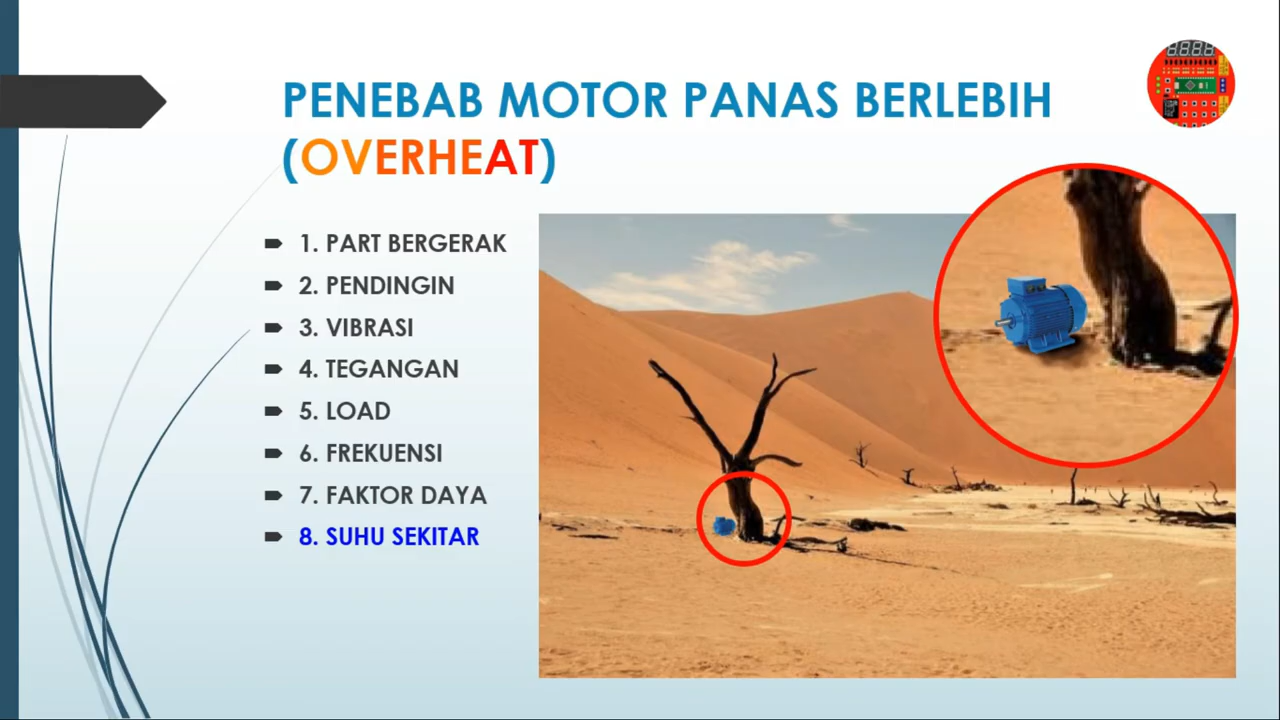 PENEBAB MOTOR PANAS BERLEBIH
(OVERHEAT)
1. PART BERGERAK
2. PENDINGIN
3. VIBRASI
4. TEGANGAN
5. LOAD
6. FREKUENSI
7. FAKTOR DAYA
8. SUHU SEKITAR